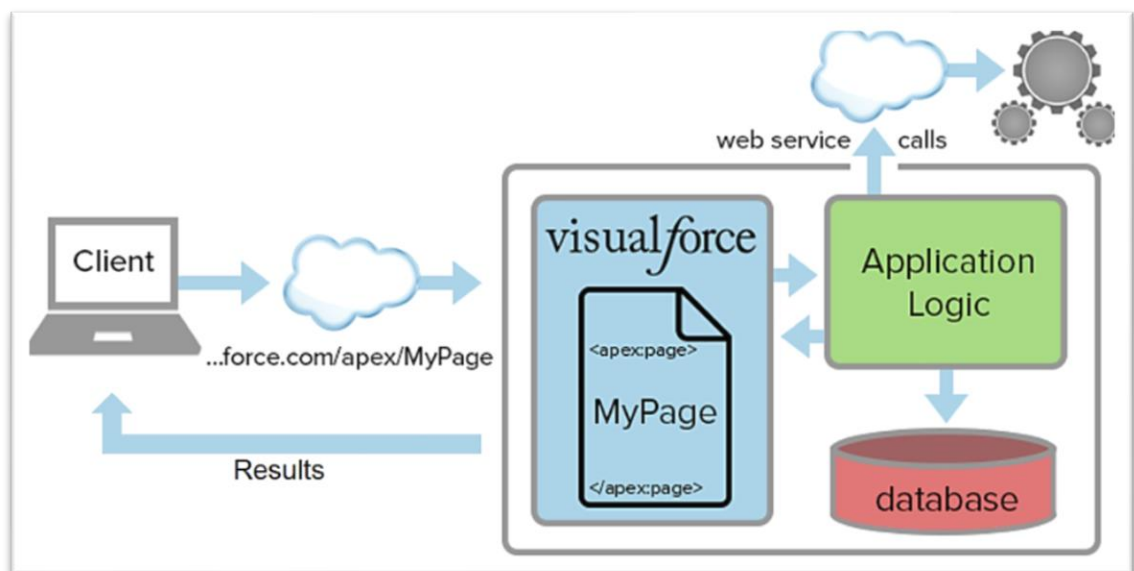 web service calls
visualforce
Client
Application
Logic
<apex:page>
...force.com/apex/MyPage
MyPage
Results
</apex:page>
database